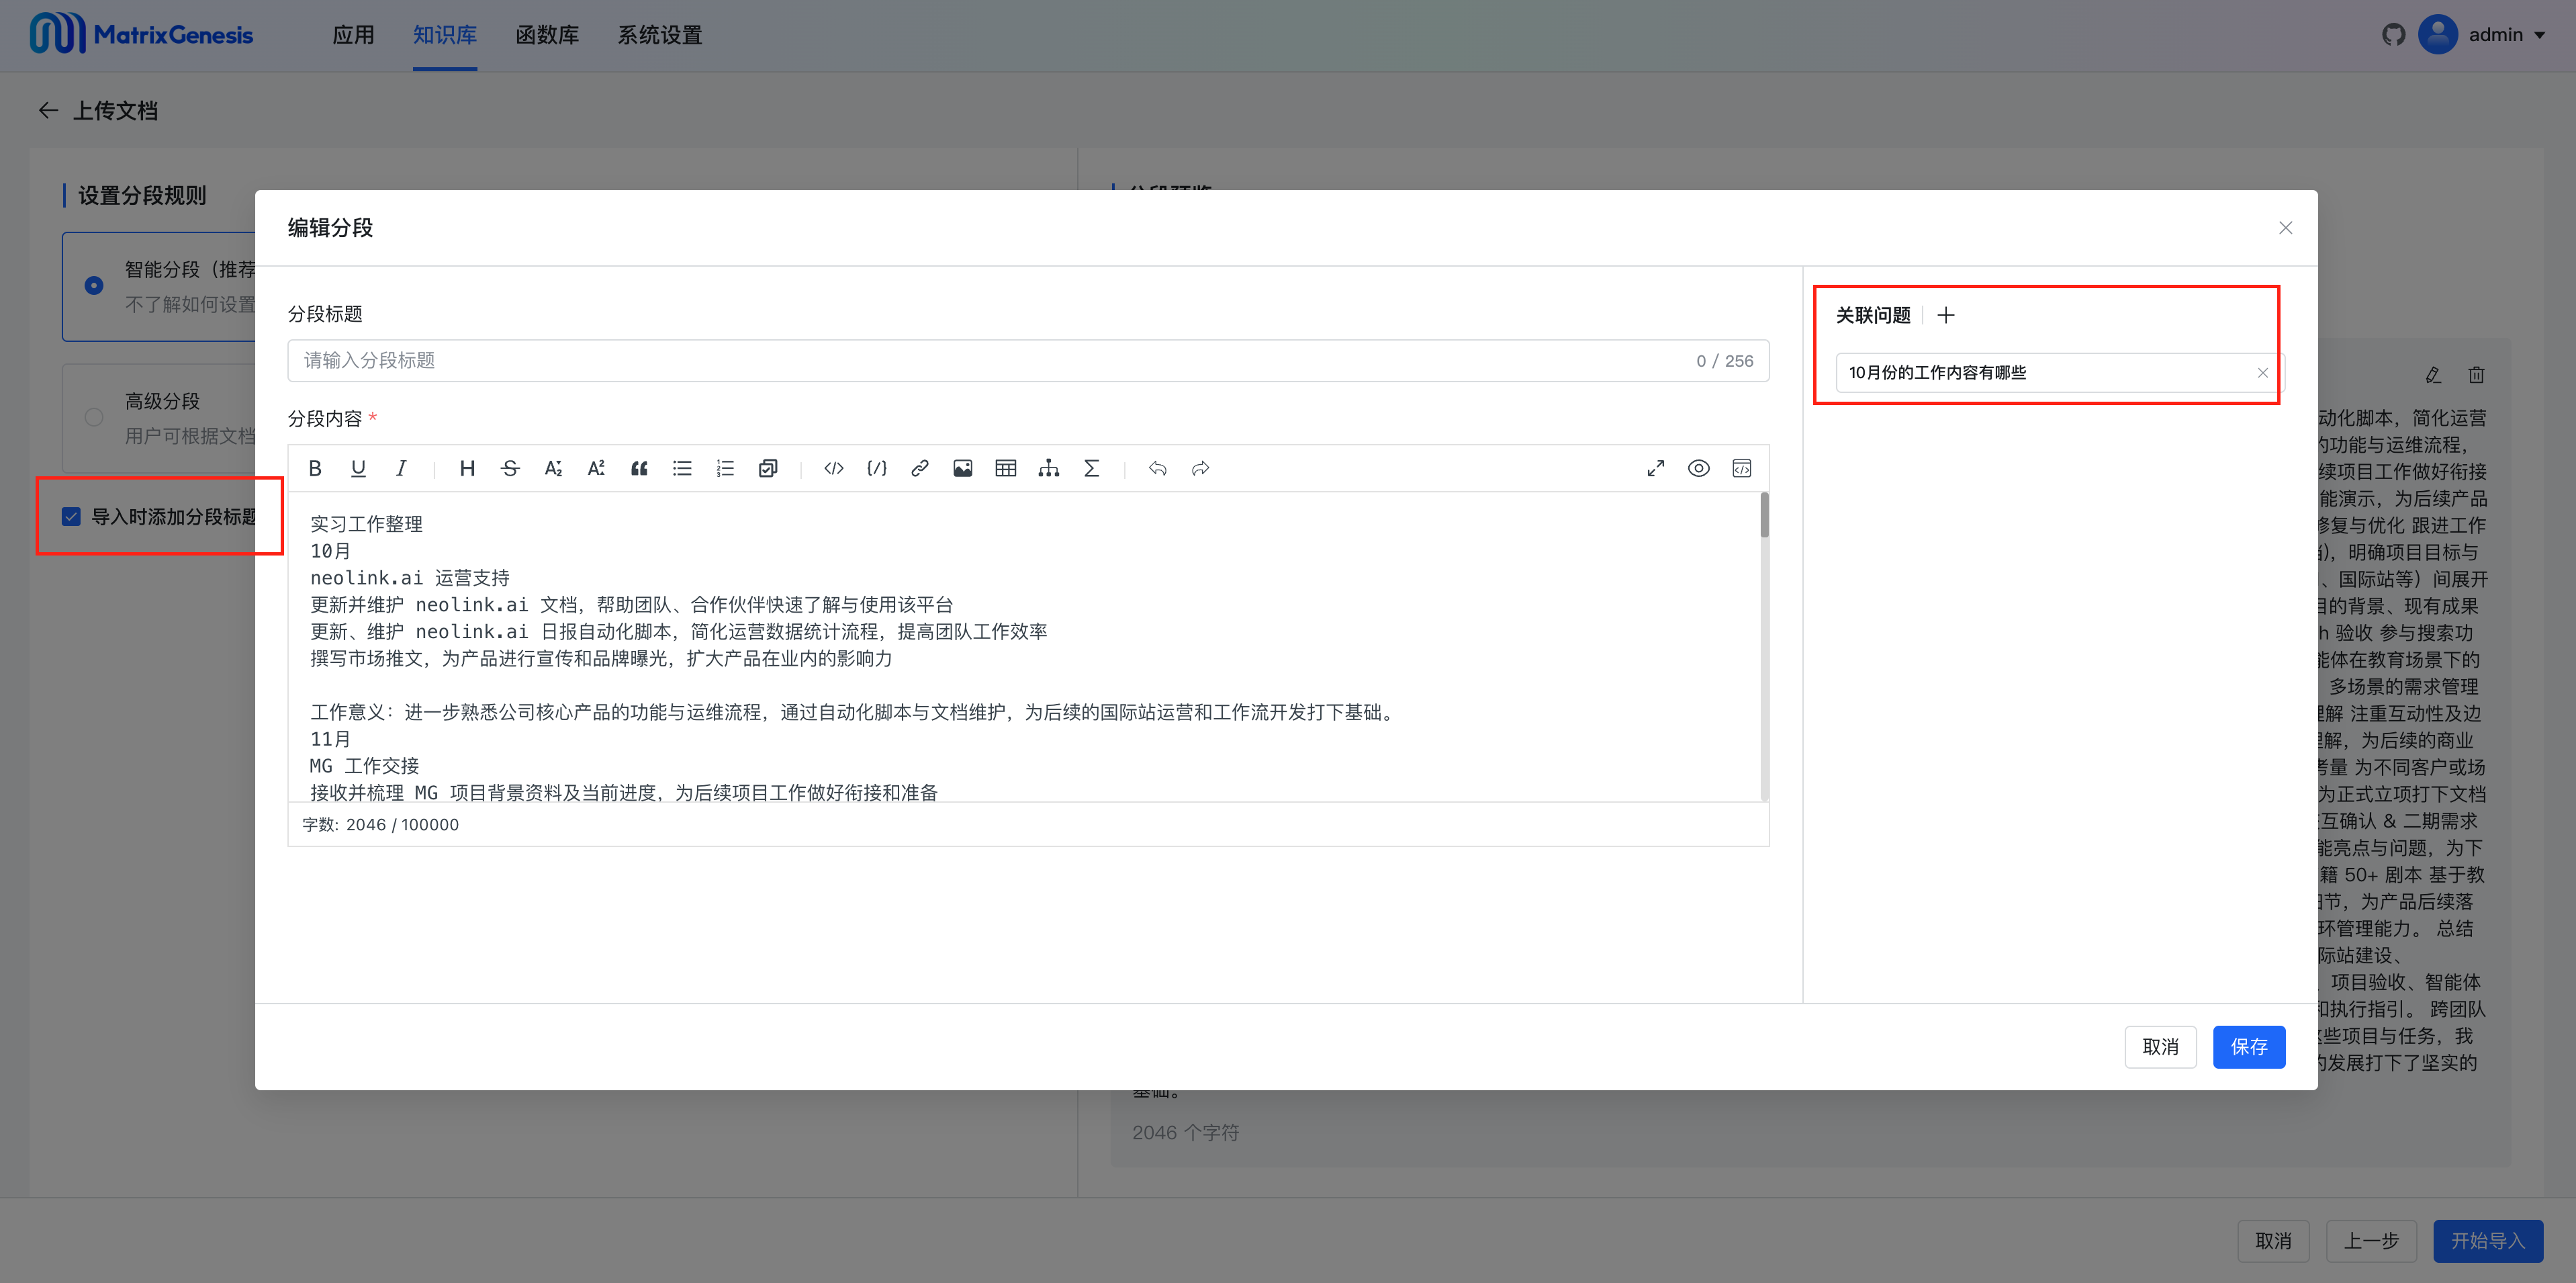 MatrixGenesis
应用
知识库
函数库
系统设置
admin
上传文档
设置分段规则
智能分段（推荐
不了解如何设置
高级分段
用户可根据文档
导入时添加分段标题
编辑分段
分段标题
请输入分段标题
0 / 256
分段内容 *
实习工作整理
10月
neolink.ai 运营支持
更新并维护 neolink.ai 文档，帮助团队、合作伙伴快速了解与使用该平台
更新、维护 neolink.ai 日报自动化脚本，简化运营数据统计流程，提高团队工作效率
撰写市场推文，为产品进行宣传和品牌曝光，扩大产品在业内的影响力
工作意义：进一步熟悉公司核心产品的功能与运维流程，通过自动化脚本与文档维护，为后续的国际站运营和工作流开发打下基础。
11月
MG 工作交接
接收并梳理 MG 项目背景资料及当前进度，为后续项目工作做好衔接和准备
字数: 2046 / 100000
关联问题
10月份的工作内容有哪些
取消
保存
动化脚本，简化运营
的功能与运维流程，
续项目工作做好衔接
能演示，为后续产品
修复与优化 跟进工作
，明确项目目标与
、国际站等）间展开
目的背景、现有成果
h 验收 参与搜索功
能体在教育场景下的
多场景的需求管理
理解 注重互动性及边
理解，为后续的商业
考量 为不同客户或场
为正式立项打下文档
互确认 & 二期需求
能亮点与问题，为下
籍 50+ 剧本 基于教
细节，为产品后续落
环管理能力。 总结
际站建设、
项目验收、智能体
和执行指引。 跨团队
这些项目与任务，我
的发展打下了坚实的
基础。
2046 个字符
取消
上一步
开始导入